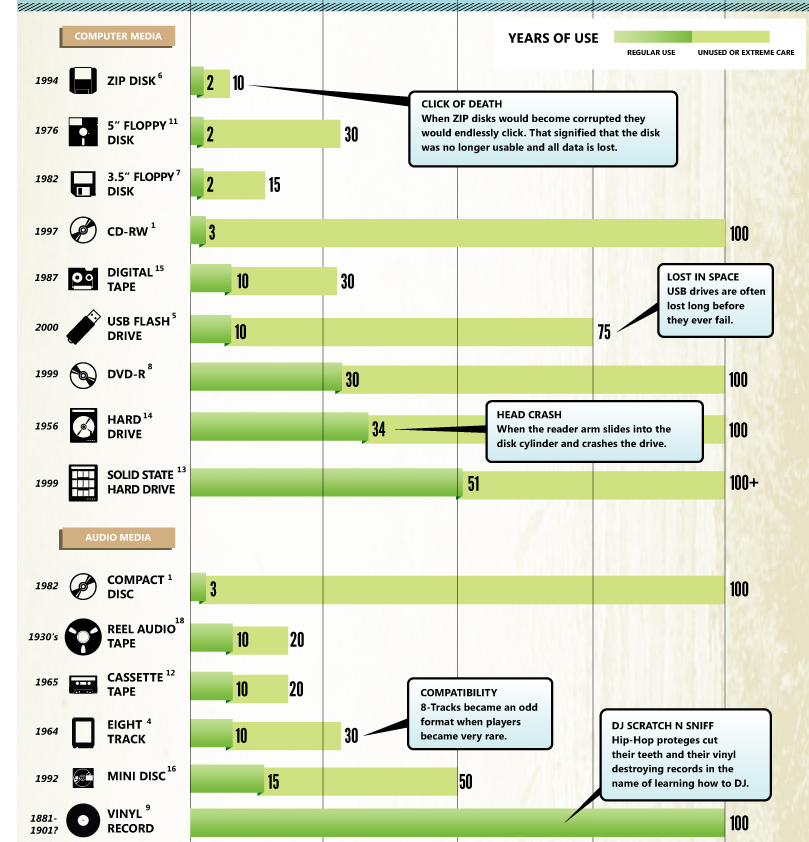 COMPUTER MEDIA
YEARS OF USE
REGULAR USE
UNUSED OR EXTREME CARE
1994
ZIP DISK 6
2
10
CLICK OF DEATH
When ZIP disks would become corrupted they
would endlessly click. That signified that the disk
was no longer usable and all data is lost.
1976
5" FLOPPY 11
DISK
2
30
1982
3.5" FLOPPY 7
DISK
2
15
1997
CD-RW 1
3
100
1987
DIGITAL 15
TAPE
10
30
LOST IN SPACE
USB drives are often
lost long before
they ever fail.
2000
USB FLASH 5
DRIVE
10
75
1999
DVD-R 8
30
100
1956
HARD 14
DRIVE
34
100
HEAD CRASH
When the reader arm slides into the
disk cylinder and crashes the drive.
1999
SOLID STATE 13
HARD DRIVE
51
100+
AUDIO MEDIA
1982
COMPACT 1
DISC
3
100
1930's
REEL AUDIO 18
TAPE
10
20
1965
CASSETTE 12
TAPE
10
20
1964
EIGHT 4
TRACK
10
30
COMPATIBILITY
8-Tracks became an odd
format when players
became very rare.
1992
MINI DISC 16
15
50
DJ SCRATCH N SNIFF
Hip-Hop proteges cut
their teeth and their vinyl
destroying records in the
name of learning how to DJ.
1881-
1901?
VINYL 9
RECORD
100